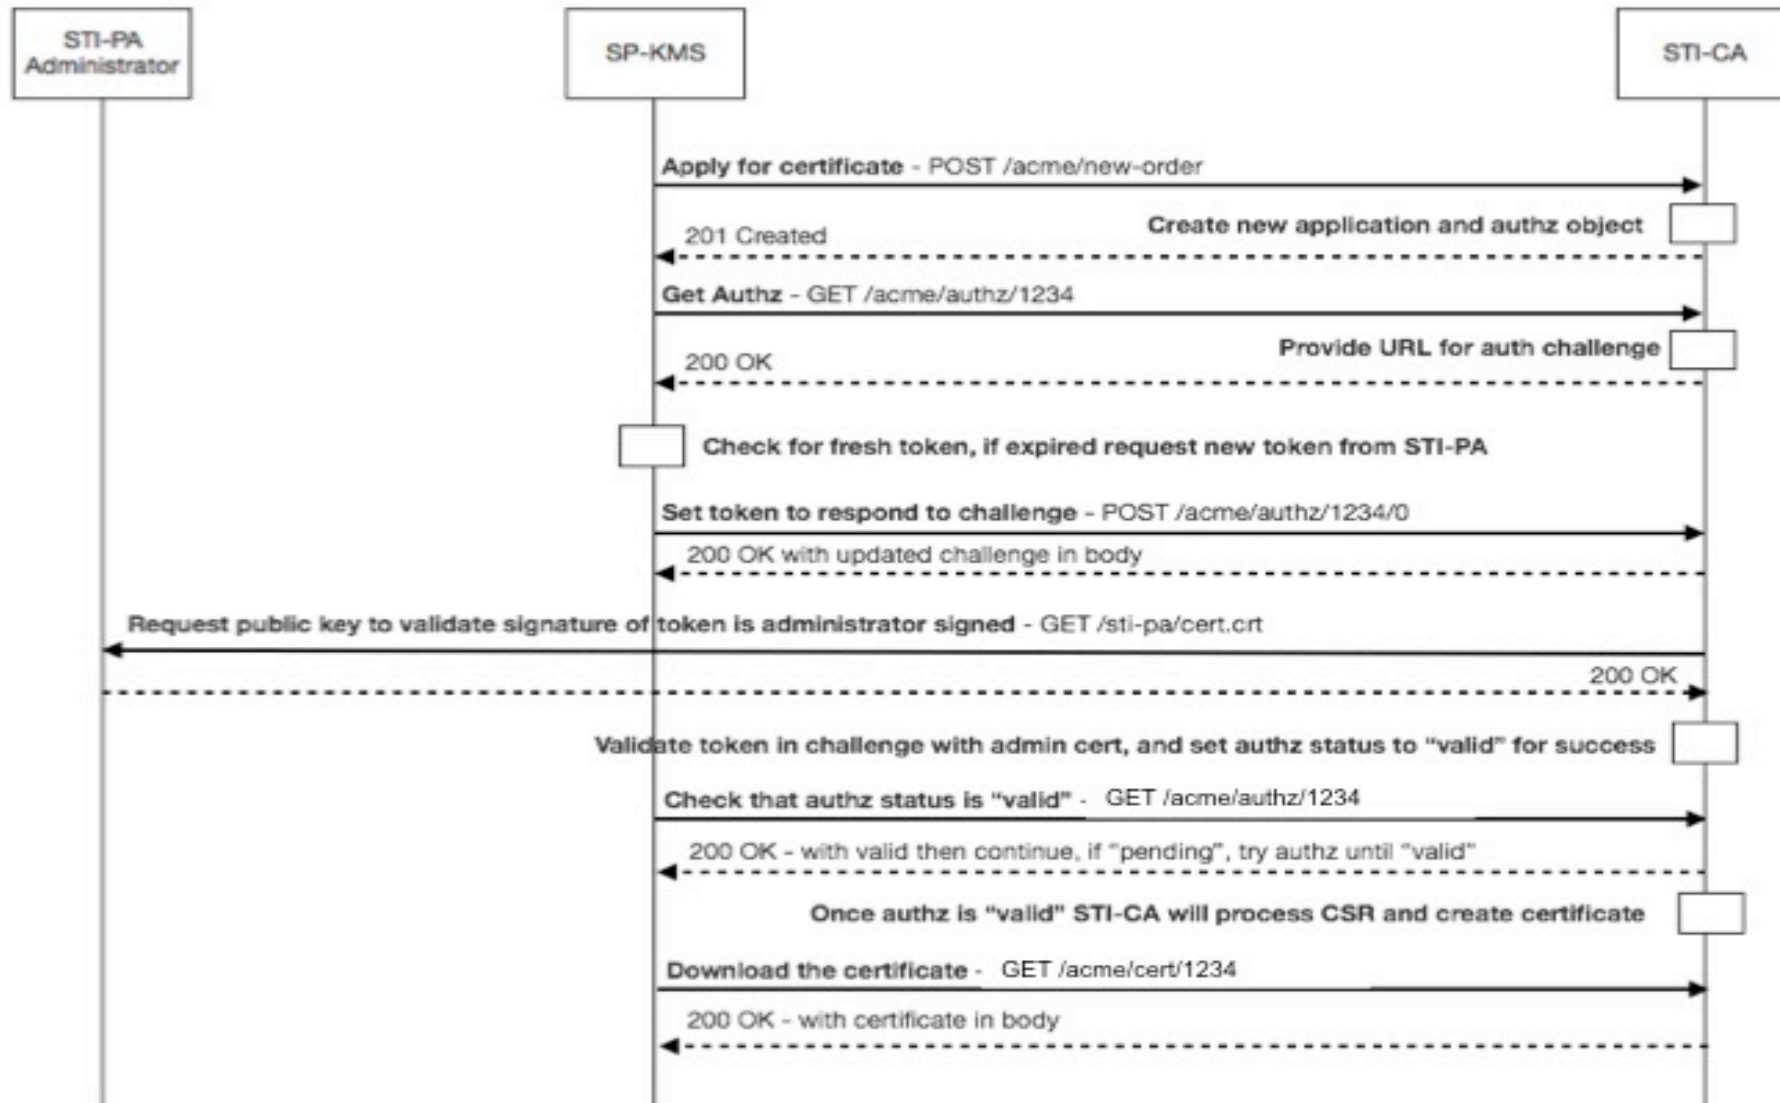 STI-PA
Administrator
SP-KMS
STI-CA
Apply for certificate - POST /acme/new-order
Create new application and authz object
201 Created
Get Authz - GET /acme/authz/1234
Provide URL for auth challenge
200 OK
Check for fresh token, if expired request new token from STI-PA
Set token to respond to challenge - POST /acme/authz/1234/0
200 OK with updated challenge in body
Request public key to validate signature of token is administrator signed - GET /sti-pa/cert.crt
200 OK
Validate token in challenge with admin cert, and set authz status to “valid” for success
Check that authz status is “valid” - GET /acme/authz/1234
200 OK - with valid then continue, if “pending”, try authz until “valid”
Once authz is “valid” STI-CA will process CSR and create certificate
Download the certificate - GET /acme/cert/1234
200 OK - with certificate in body